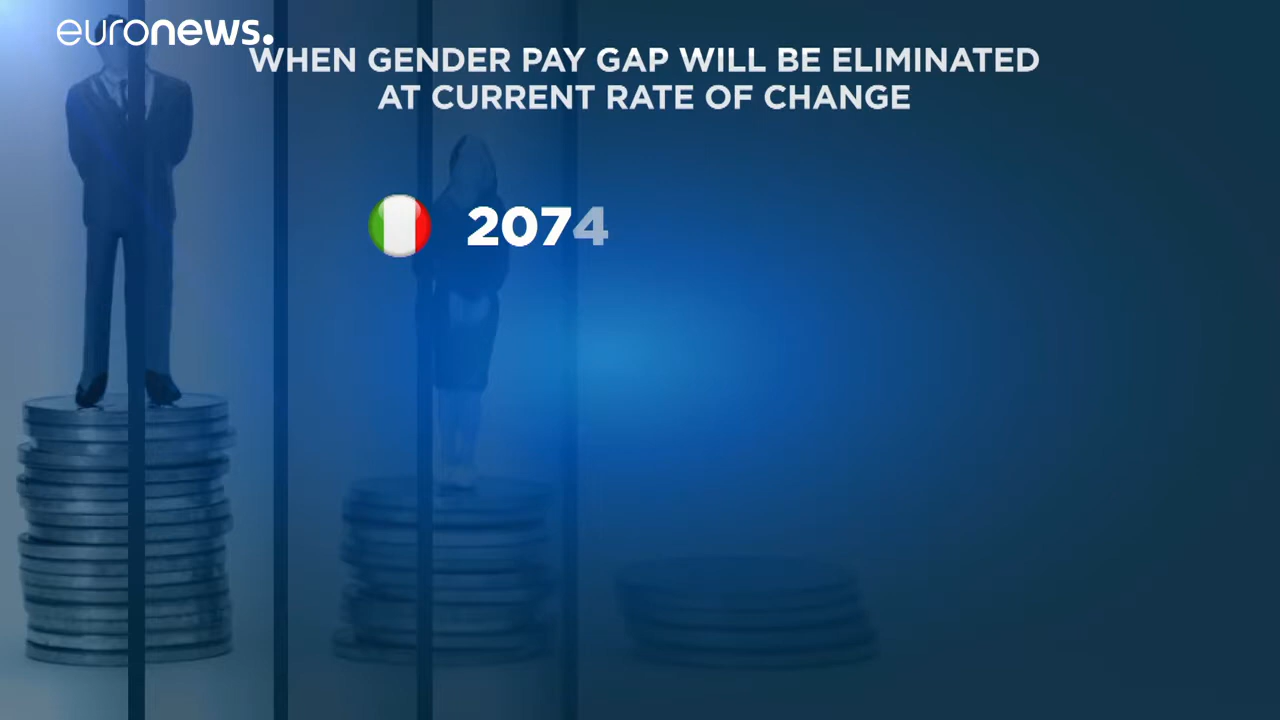 euronews.
WHEN GENDER PAY GAP WILL BE ELIMINATED
AT CURRENT RATE OF CHANGE
2074